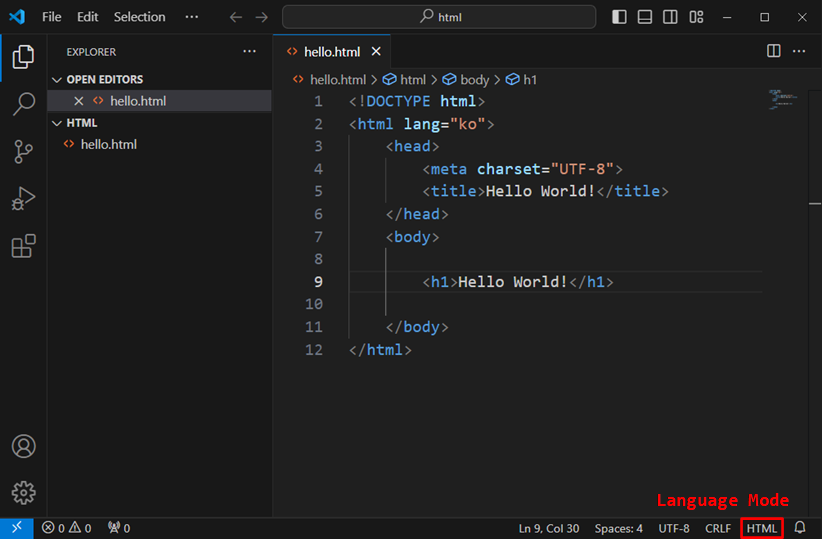 File Edit Selection ··· html
EXPLORER ···
OPEN EDITORS
hello.html
HTML
hello.html
hello.html
hello.html > html > body > h1
1 <!DOCTYPE html>
2 <html lang="ko">
3 <head>
4 <meta charset="UTF-8">
5 <title>Hello World!</title>
6 </head>
7 <body>
8
9 <h1>Hello World!</h1>
10
11 </body>
12 </html>
Language Mode
0 0 0 Ln 9, Col 30 Spaces: 4 UTF-8 CRLF HTML